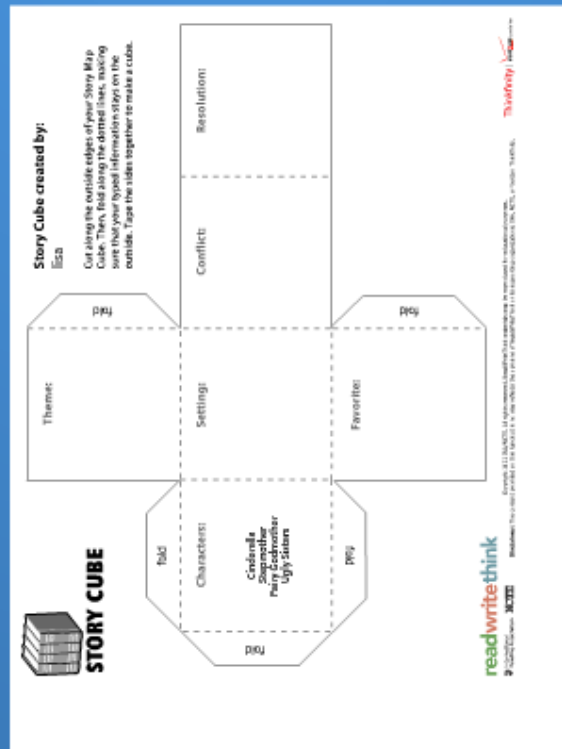 STORY CUBE
Story Cube created by:
lisa
Cut along the outside edges of your Story Map
Cube. Then, fold along the dotted lines, making
sure that your typed information stays on the
outside. Tape the sides together to make a cube.
fold
Theme:
fold
Characters:
Cinderella
Stepmother
Fairy Godmother
Ugly Sisters
Setting:
Conflict:
Resolution:
fold
fold
Favorite:
fold
readwritethink
Thinkfinity